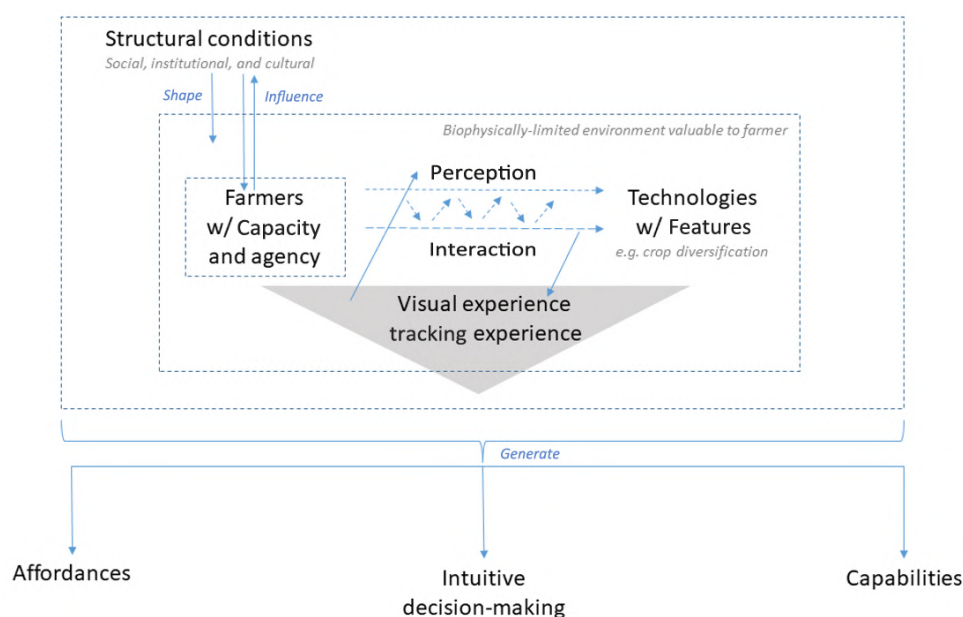 Structural conditions
Social, institutional, and cultural
Shape
Influence
Biophysically-limited environment valuable to farmer
Perception
Farmers
w/ Capacity
and agency
Technologies
w/ Features
e.g. crop diversification
Interaction
Visual experience
tracking experience
Generate
Affordances
Intuitive
decision-making
Capabilities